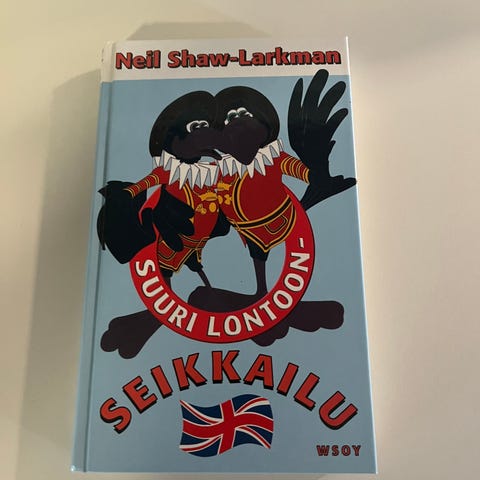 Neil Shaw-Larkman
SUURI LONTOON-
SEIKKAILU
WSOY